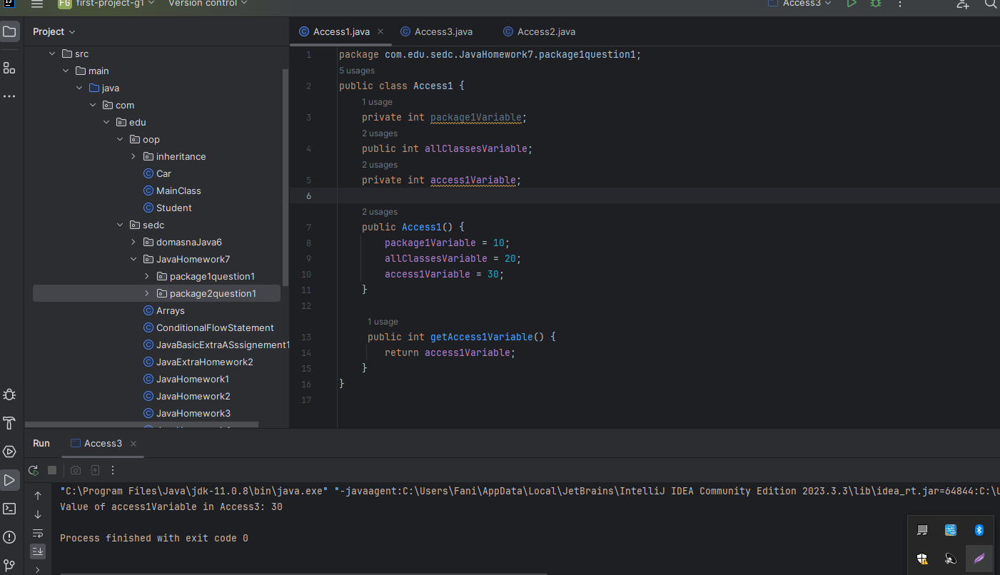 FG first-project-g1 Version control Access3
Project
Access1.java Access3.java Access2.java
src
main
java
com
edu
oop
inheritance
Car
MainClass
Student
sedc
domasnaJava6
JavaHomework7
package1question1
package2question1
Arrays
ConditionalFlowStatement
JavaBasicExtraASssignement1
JavaExtraHomework2
JavaHomework1
JavaHomework2
JavaHomework3
1 package com.edu.sedc.JavaHomework7.package1question1;
5 usages
2 public class Access1 {
1 usage
3 private int package1Variable;
2 usages
4 public int allClassesVariable;
2 usages
5 private int access1Variable;
6
2 usages
7 public Access1() {
8 package1Variable = 10;
9 allClassesVariable = 20;
10 access1Variable = 30;
11 }
12
1 usage
13 public int getAccess1Variable() {
14 return access1Variable;
15 }
16 }
17
Run Access3
"C:\Program Files\Java\jdk-11.0.8\bin\java.exe" "-javaagent:C:\Users\Fani\AppData\Local\JetBrains\IntelliJ IDEA Community Edition 2023.3.3\lib\idea_rt.jar=64844:C:\U
Value of access1Variable in Access3: 30
Process finished with exit code 0